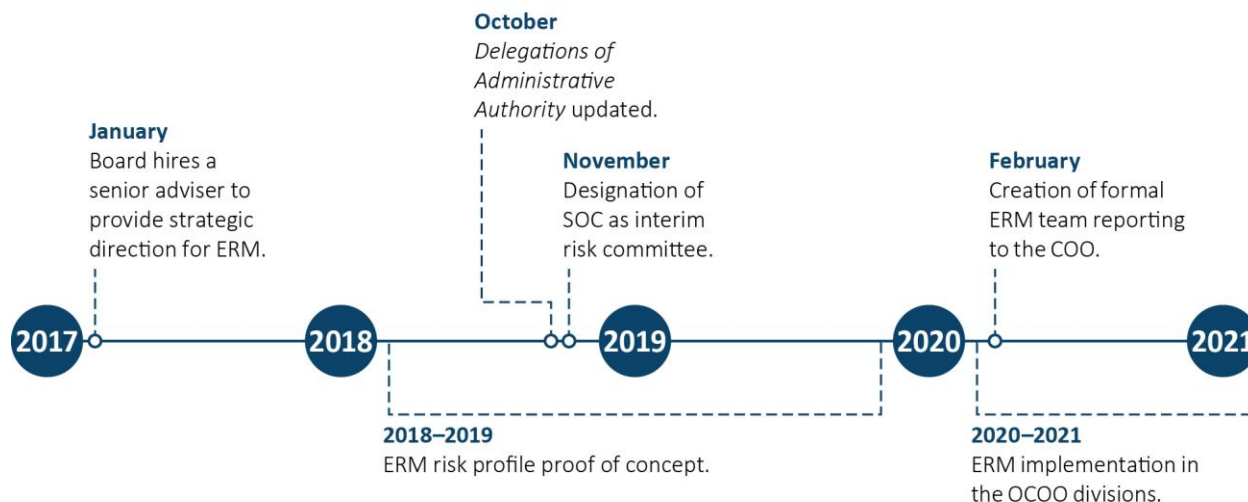 October
Delegations of
Administrative
Authority updated.
January
Board hires a
senior adviser to
provide strategic
direction for ERM.
November
Designation of
SOC as interim
risk committee.
February
Creation of formal
ERM team reporting
to the COO.
2017
2018
2019
2020
2021
2018–2019
ERM risk profile proof of concept.
2020–2021
ERM implementation in
the OCOO divisions.